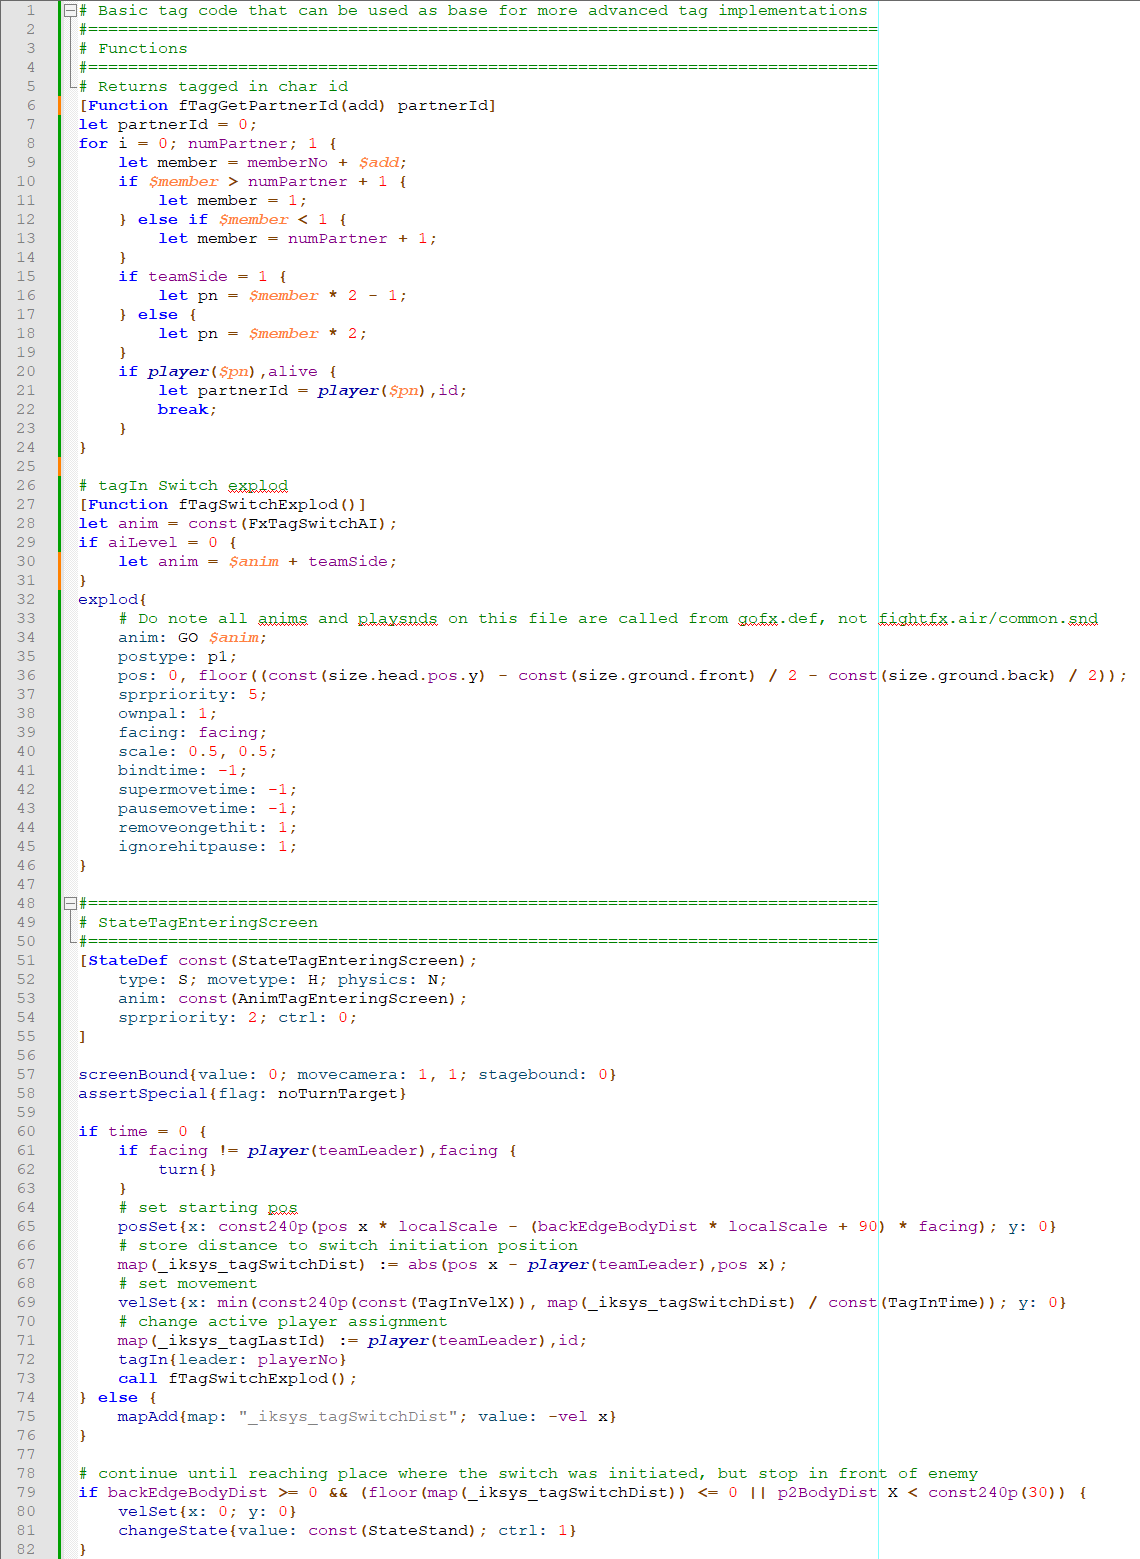 1 # Basic tag code that can be used as base for more advanced tag implementations
2 #===============================================================================
3 # Functions
4 #===============================================================================
5 # Returns tagged in char id
6 [Function fTagGetPartnerId(add) partnerId]
7 let partnerId = 0;
8 for i = 0; numPartner; 1 {
9     let member = memberNo + $add;
10     if $member > numPartner + 1 {
11         let member = 1;
12     } else if $member < 1 {
13         let member = numPartner + 1;
14     }
15     if teamSide = 1 {
16         let pn = $member * 2 - 1;
17     } else {
18         let pn = $member * 2;
19     }
20     if player($pn),alive {
21         let partnerId = player($pn),id;
22         break;
23     }
24 }
25
26 # tagIn Switch explod
27 [Function fTagSwitchExplod()]
28 let anim = const(FxTagSwitchAI);
29 if aiLevel = 0 {
30     let anim = $anim + teamSide;
31 }
32 explod{
33     # Do note all anims and playsnds on this file are called from gofx.def, not fightfx.air/common.snd
34     anim: GO $anim;
35     postype: p1;
36     pos: 0, floor((const(size.head.pos.y) - const(size.ground.front) / 2 - const(size.ground.back) / 2));
37     sprpriority: 5;
38     ownpal: 1;
39     facing: facing;
40     scale: 0.5, 0.5;
41     bindtime: -1;
42     supermovetime: -1;
43     pausemovetime: -1;
44     removeongethit: 1;
45     ignorehitpause: 1;
46 }
47
48 #===============================================================================
49 # StateTagEnteringScreen
50 #===============================================================================
51 [StateDef const(StateTagEnteringScreen);
52     type: S; movetype: H; physics: N;
53     anim: const(AnimTagEnteringScreen);
54     sprpriority: 2; ctrl: 0;
55 ]
56
57 screenBound{value: 0; movecamera: 1, 1; stagebound: 0}
58 assertSpecial{flag: noTurnTarget}
59
60 if time = 0 {
61     if facing != player(teamLeader),facing {
62         turn{}
63     }
64     # set starting pos
65     posSet{x: const240p(pos x * localScale - (backEdgeBodyDist * localScale + 90) * facing); y: 0}
66     # store distance to switch initiation position
67     map(_iksys_tagSwitchDist) := abs(pos x - player(teamLeader),pos x);
68     # set movement
69     velSet{x: min(const240p(const(TagInVelX)), map(_iksys_tagSwitchDist) / const(TagInTime)); y: 0}
70     # change active player assignment
71     map(_iksys_tagLastId) := player(teamLeader),id;
72     tagIn{leader: playerNo}
73     call fTagSwitchExplod();
74 } else {
75     mapAdd{map: "_iksys_tagSwitchDist"; value: -vel x}
76 }
77
78 # continue until reaching place where the switch was initiated, but stop in front of enemy
79 if backEdgeBodyDist >= 0 && (floor(map(_iksys_tagSwitchDist)) <= 0 || p2BodyDist X < const240p(30)) {
80     velSet{x: 0; y: 0}
81     changeState{value: const(StateStand); ctrl: 1}
82 }